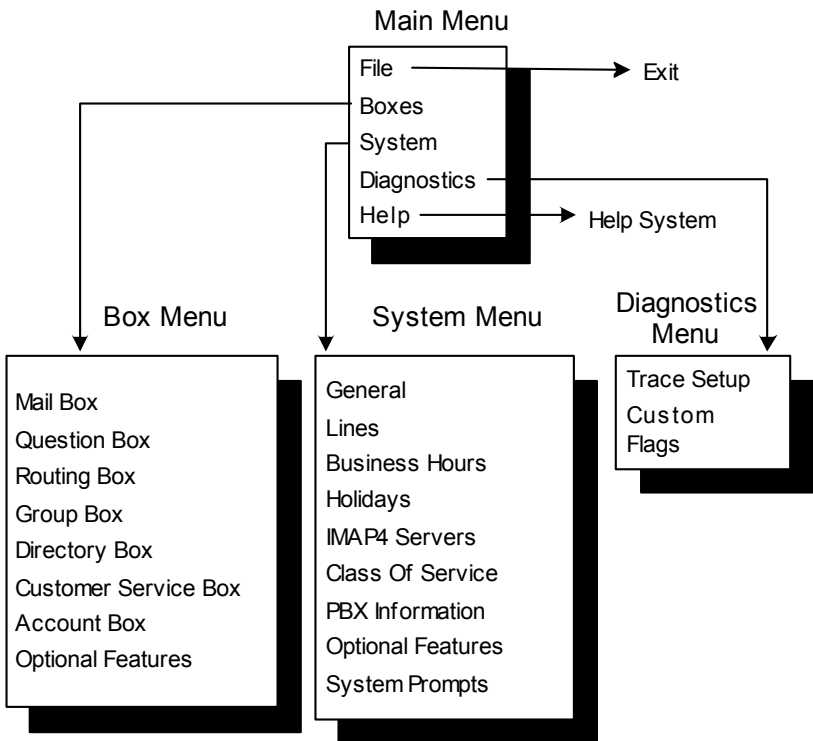 Main Menu
File
Exit
Boxes
System
Diagnostics
Help
Help System
Box Menu
Mail Box
Question Box
Routing Box
Group Box
Directory Box
Customer Service Box
Account Box
Optional Features
System Menu
General
Lines
Business Hours
Holidays
IMAP4 Servers
Class Of Service
PBX Information
Optional Features
System Prompts
Diagnostics
Menu
Trace Setup
Custom
Flags